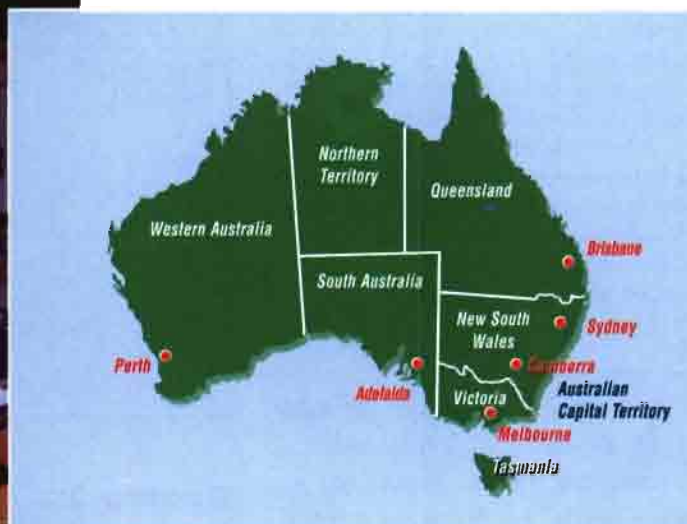 Northern
Territory
Queensland
Western Australia
Brisbane
South Australia
New South
Wales
Sydney
Perth
Canberra
Adelaide
Victoria
Australian
Capital Territory
Melbourne
Tasmania